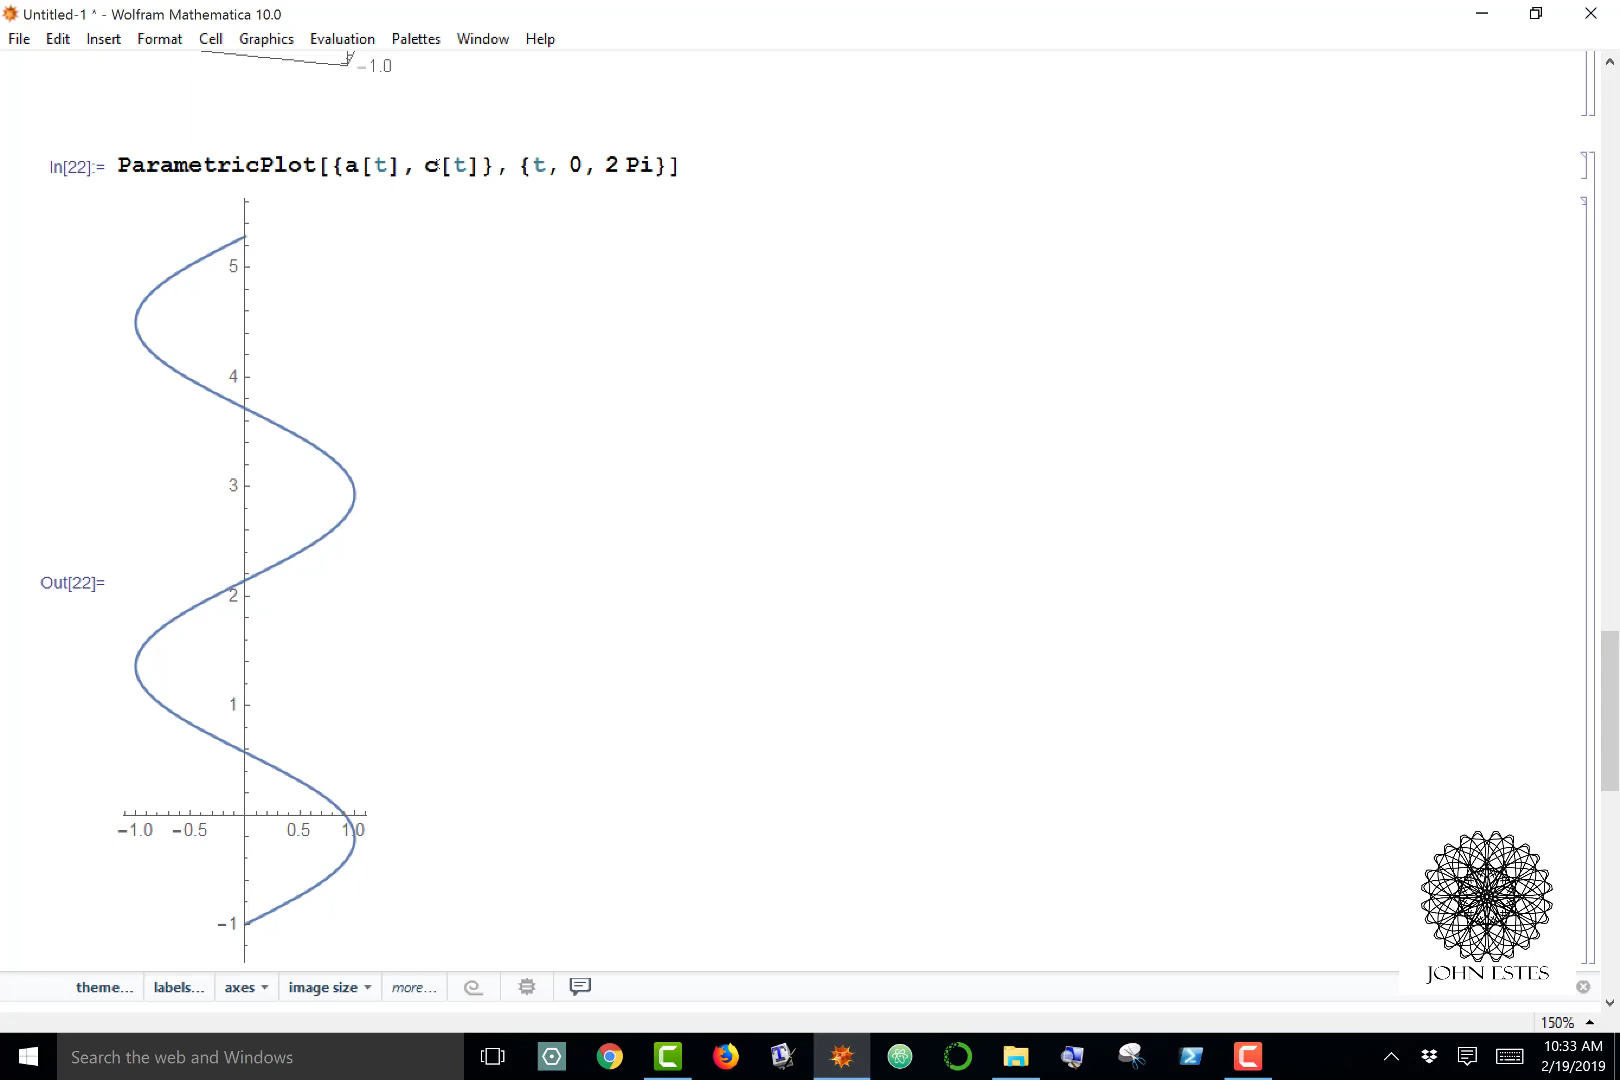 Untitled-1 * - Wolfram Mathematica 10.0
File Edit Insert Format Cell Graphics Evaluation Palettes Window Help
-1.0
In[22]:= ParametricPlot[{a[t], c[t]}, {t, 0, 2 Pi}]
5
4
3
Out[22]=
2
1
-1.0 -0.5 0.5 1.0
-1
JOHN ESTES
theme... labels... axes image size more...
150%
Search the web and Windows
10:33 AM
2/19/2019